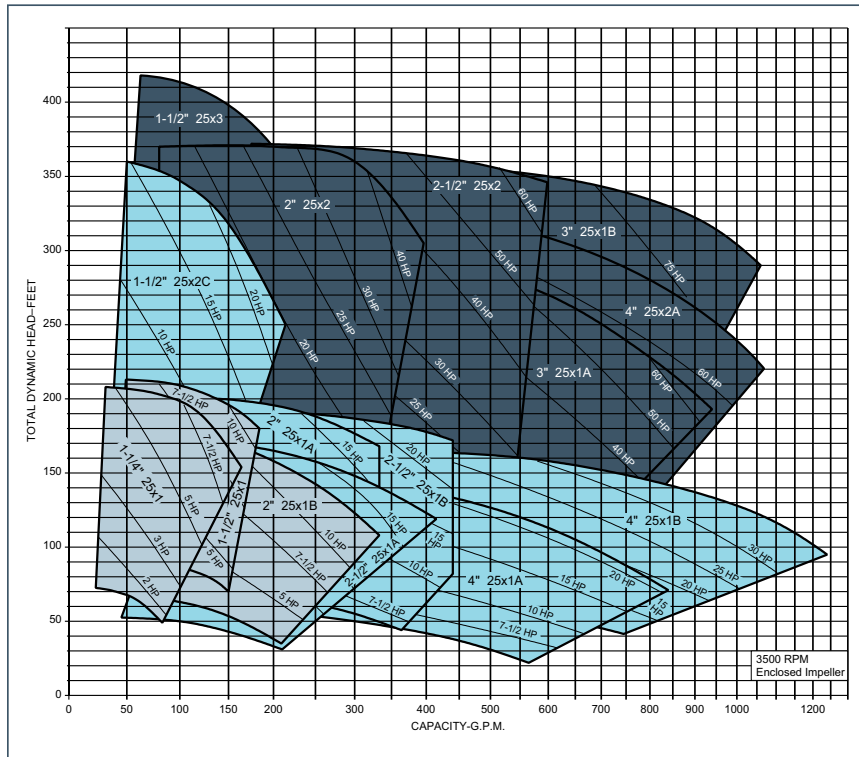 TOTAL DYNAMIC HEAD–FEET
400
350
300
250
200
150
100
50
0
1-1/2" 25x3
2" 25x2
2-1/2" 25x2
3" 25x1B
4" 25x2A
3" 25x1A
1-1/2" 25x2C
10 HP
15 HP
20 HP
20 HP
25 HP
30 HP
40 HP
25 HP
30 HP
40 HP
50 HP
60 HP
75 HP
60 HP
60 HP
50 HP
40 HP
1-1/4" 25x1
2 HP
3 HP
5 HP
7-1/2 HP
7-1/2 HP
10 HP
1-1/2" 25x1
5 HP
2" 25x1A
15 HP
20 HP
2" 25x1B
5 HP
7-1/2 HP
10 HP
2-1/2" 25x1B
2-1/2" 25x1A
15 HP
15 HP
10 HP
7-1/2 HP
4" 25x1A
7-1/2 HP
10 HP
15 HP
20 HP
4" 25x1B
15 HP
20 HP
25 HP
30 HP
3500 RPM
Enclosed Impeller
0 50 100 150 200 300 400 500 600 700 800 1000 1200
CAPACITY-G.P.M.